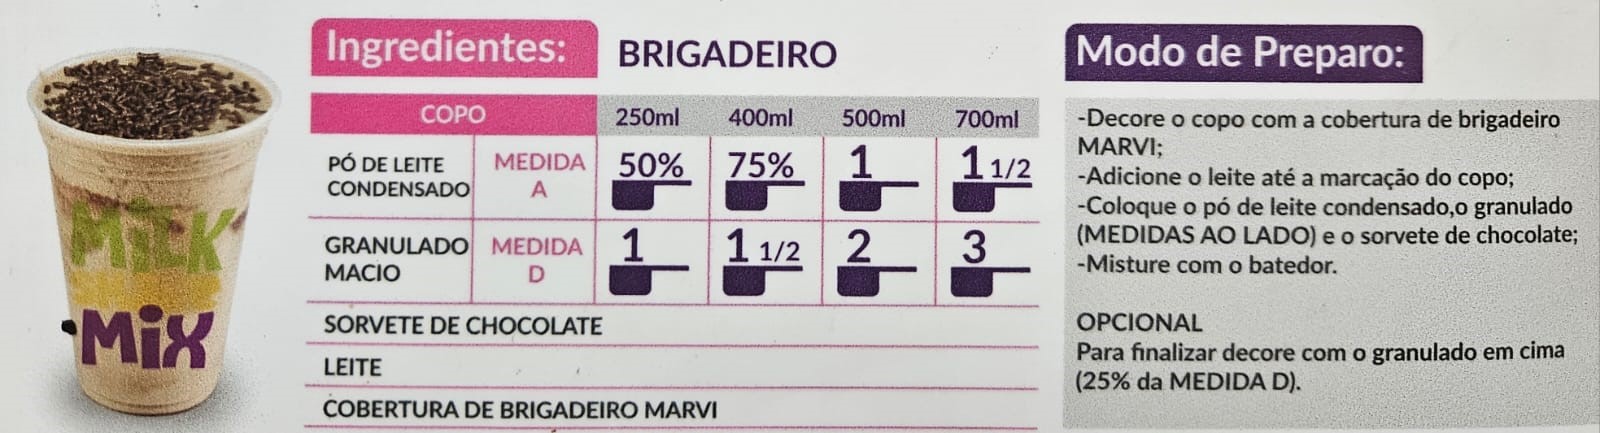 MiLK
MiX
Ingredientes: BRIGADEIRO
COPO 250ml 400ml 500ml 700ml
PÓ DE LEITE
CONDENSADO MEDIDA
A 50% 75% 1 1 1/2
GRANULADO
MACIO MEDIDA
D 1 1 1/2 2 3
SORVETE DE CHOCOLATE
LEITE
COBERTURA DE BRIGADEIRO MARVI
Modo de Preparo:
-Decore o copo com a cobertura de brigadeiro
MARVI;
-Adicione o leite até a marcação do copo;
-Coloque o pó de leite condensado,o granulado
(MEDIDAS AO LADO) e o sorvete de chocolate;
-Misture com o batedor.
OPCIONAL
Para finalizar decore com o granulado em cima
(25% da MEDIDA D).